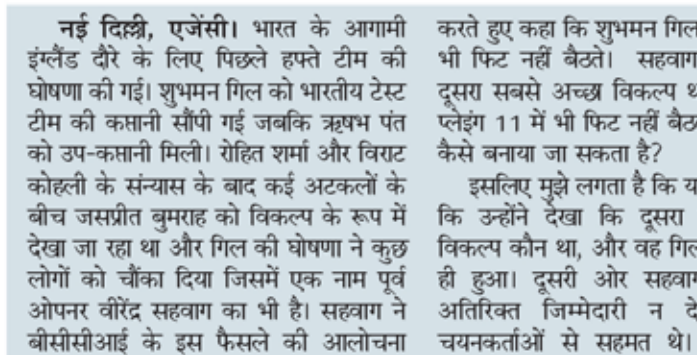 नई दिल्ली, एजेंसी। भारत के आगामी
इंग्लैंड दौरे के लिए पिछले हफ्ते टीम की
घोषणा की गई। शुभमन गिल को भारतीय टेस्ट
टीम की कप्तानी सौंपी गई जबकि ऋषभ पंत
को उप-कप्तानी मिली। रोहित शर्मा और विराट
कोहली के संन्यास के बाद कई अटकलों के
बीच जसप्रीत बुमराह को विकल्प के रूप में
देखा जा रहा था और गिल की घोषणा ने कुछ
लोगों को चौंका दिया जिसमें एक नाम पूर्व
ओपनर वीरेंद्र सहवाग का भी है। सहवाग ने
बीसीसीआई के इस फैसले की आलोचना
करते हुए कहा कि शुभमन गिल
भी फिट नहीं बैठते। सहवाग
दूसरा सबसे अच्छा विकल्प
प्लेइंग 11 में भी फिट नहीं
कैसे बनाया जा सकता है?
इसलिए मुझे लगता है कि
कि उन्होंने देखा कि दूसरा
विकल्प कौन था, और वह गिल
ही हुआ। दूसरी ओर सहवाग
अतिरिक्त जिम्मेदारी न
चयनकर्ताओं से सहमत थे।